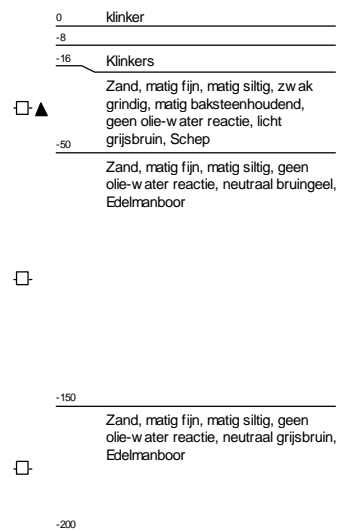 0 klinker
-8
-16 Klinkers
Zand, matig fijn, matig siltig, zwak
grindig, matig baksteenhoudend,
geen olie-water reactie, licht
grijsbruin, Schep
-50
Zand, matig fijn, matig siltig, geen
olie-water reactie, neutraal bruingeel,
Edelmanboor
-150
Zand, matig fijn, matig siltig, geen
olie-water reactie, neutraal grijsbruin,
Edelmanboor
-200